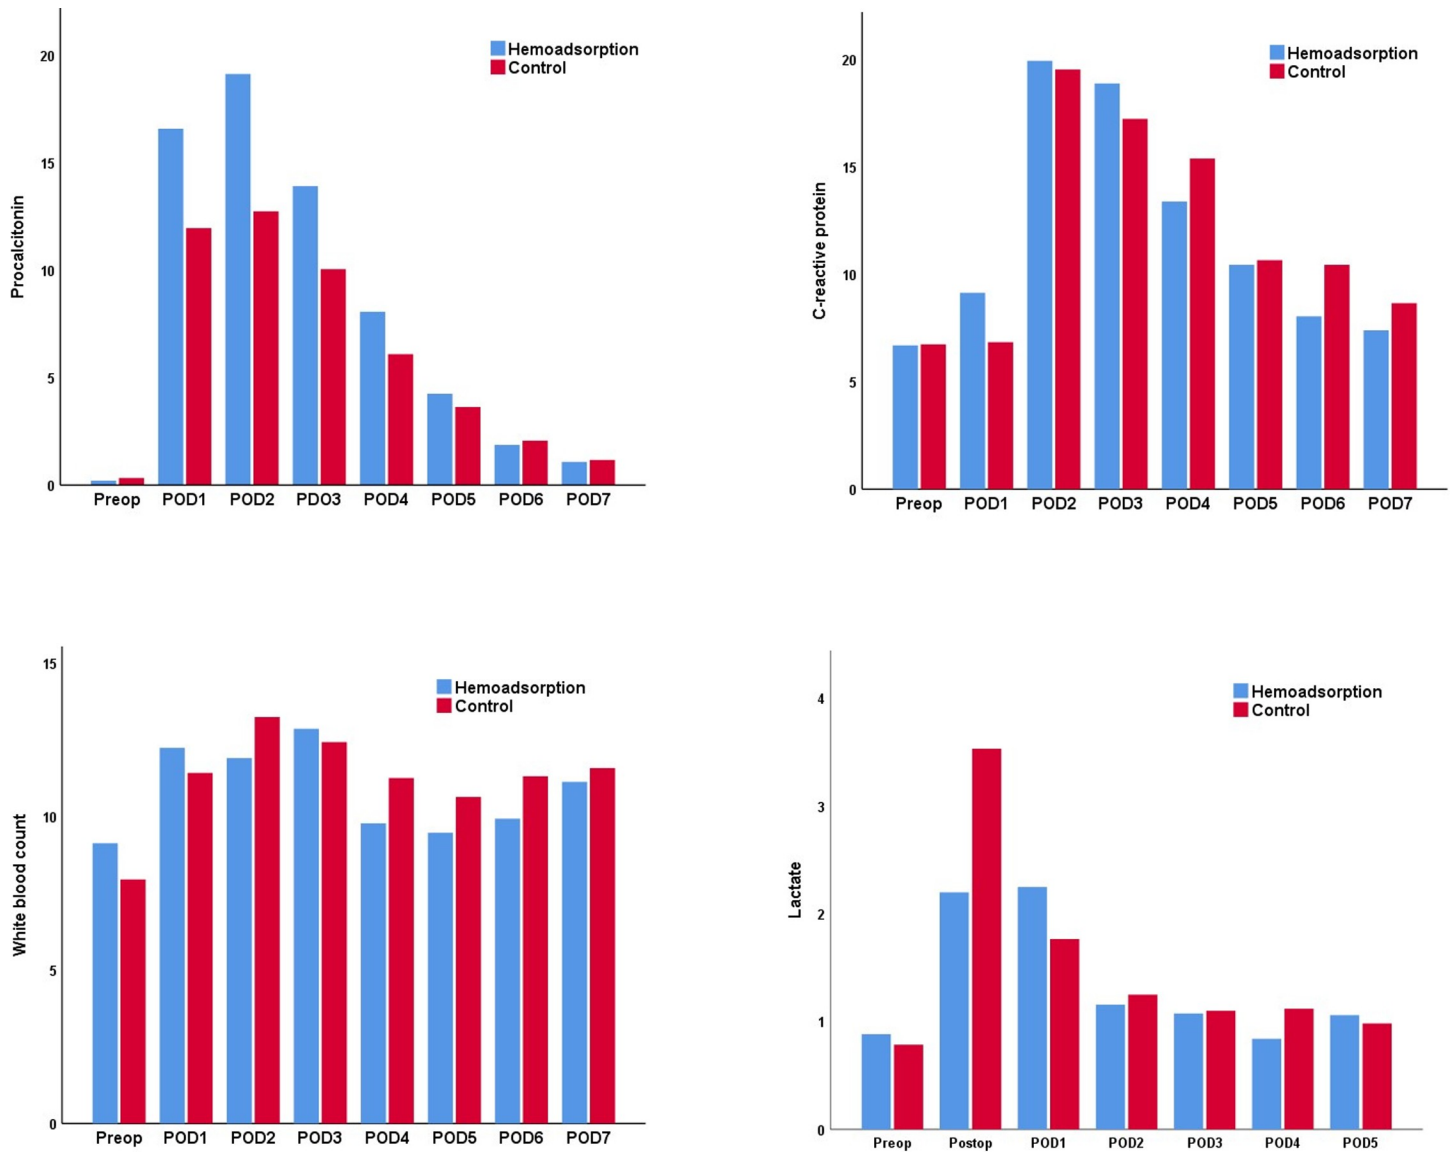 20
15
10
5
0
Procalcitonin
Hemoadsorption
Control
Preop POD1 POD2 PDO3 POD4 POD5 POD6 POD7
20
15
10
5
0
C-reactive protein
Hemoadsorption
Control
Preop POD1 POD2 POD3 POD4 POD5 POD6 POD7
15
10
5
0
White blood count
Hemoadsorption
Control
Preop POD1 POD2 POD3 POD4 POD5 POD6 POD7
4
3
2
1
0
Lactate
Hemoadsorption
Control
Preop Postop POD1 POD2 POD3 POD4 POD5